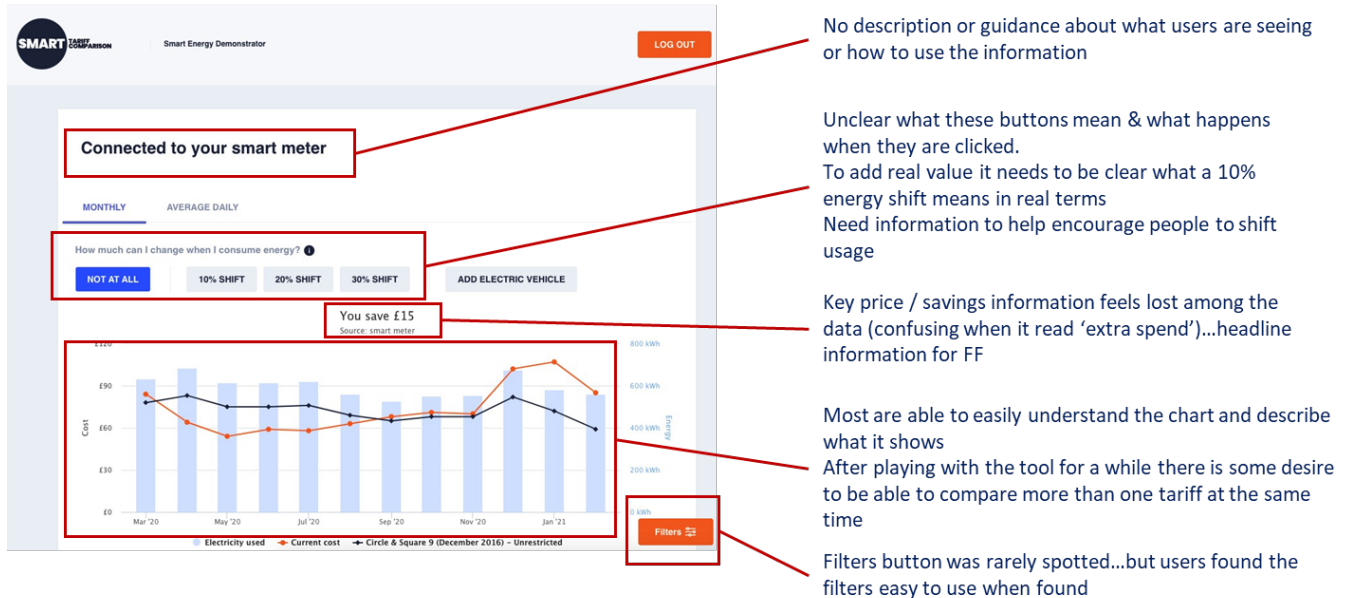 SMART TARIFF
COMPARISON
Smart Energy Demonstrator
LOG OUT
Connected to your smart meter
MONTHLY
AVERAGE DAILY
How much can I change when I consume energy? i
NOT AT ALL
10% SHIFT
20% SHIFT
30% SHIFT
ADD ELECTRIC VEHICLE
You save £15
Source: smart meter
£120
£90
£60
£30
£0
Cost
800 kWh
600 kWh
400 kWh
200 kWh
0 kWh
Energy
Mar '20
May '20
Jul '20
Sep '20
Nov '20
Jan '21
Filters
Electricity used
Current cost
Circle & Square 9 (December 2016) – Unrestricted
No description or guidance about what users are seeing
or how to use the information
Unclear what these buttons mean & what happens
when they are clicked.
To add real value it needs to be clear what a 10%
energy shift means in real terms
Need information to help encourage people to shift
usage
Key price / savings information feels lost among the
data (confusing when it read ‘extra spend’)...headline
information for FF
Most are able to easily understand the chart and describe
what it shows
After playing with the tool for a while there is some desire
to be able to compare more than one tariff at the same
time
Filters button was rarely spotted...but users found the
filters easy to use when found